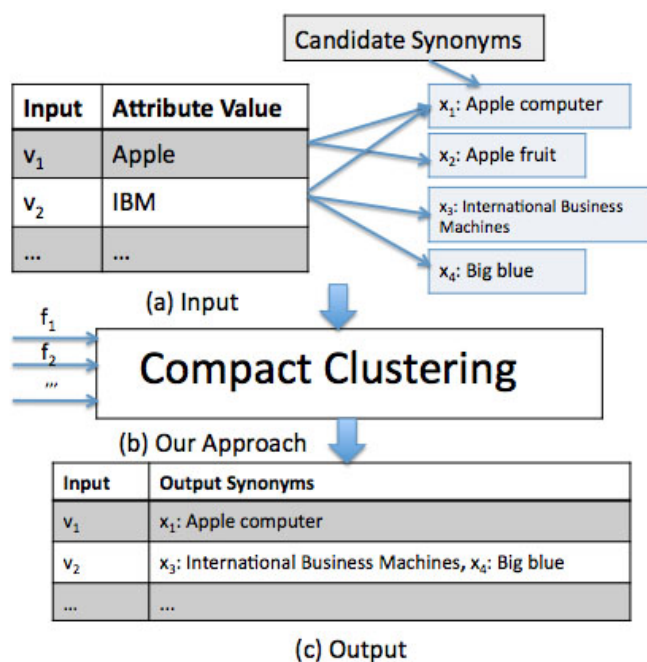 Candidate Synonyms
Input Attribute Value
v1 Apple
v2 IBM
... ...
x1: Apple computer
x2: Apple fruit
x3: International Business
Machines
x4: Big blue
(a) Input
f1
f2
...
Compact Clustering
(b) Our Approach
Input Output Synonyms
v1 x1: Apple computer
v2 x3: International Business Machines, x4: Big blue
... ...
(c) Output